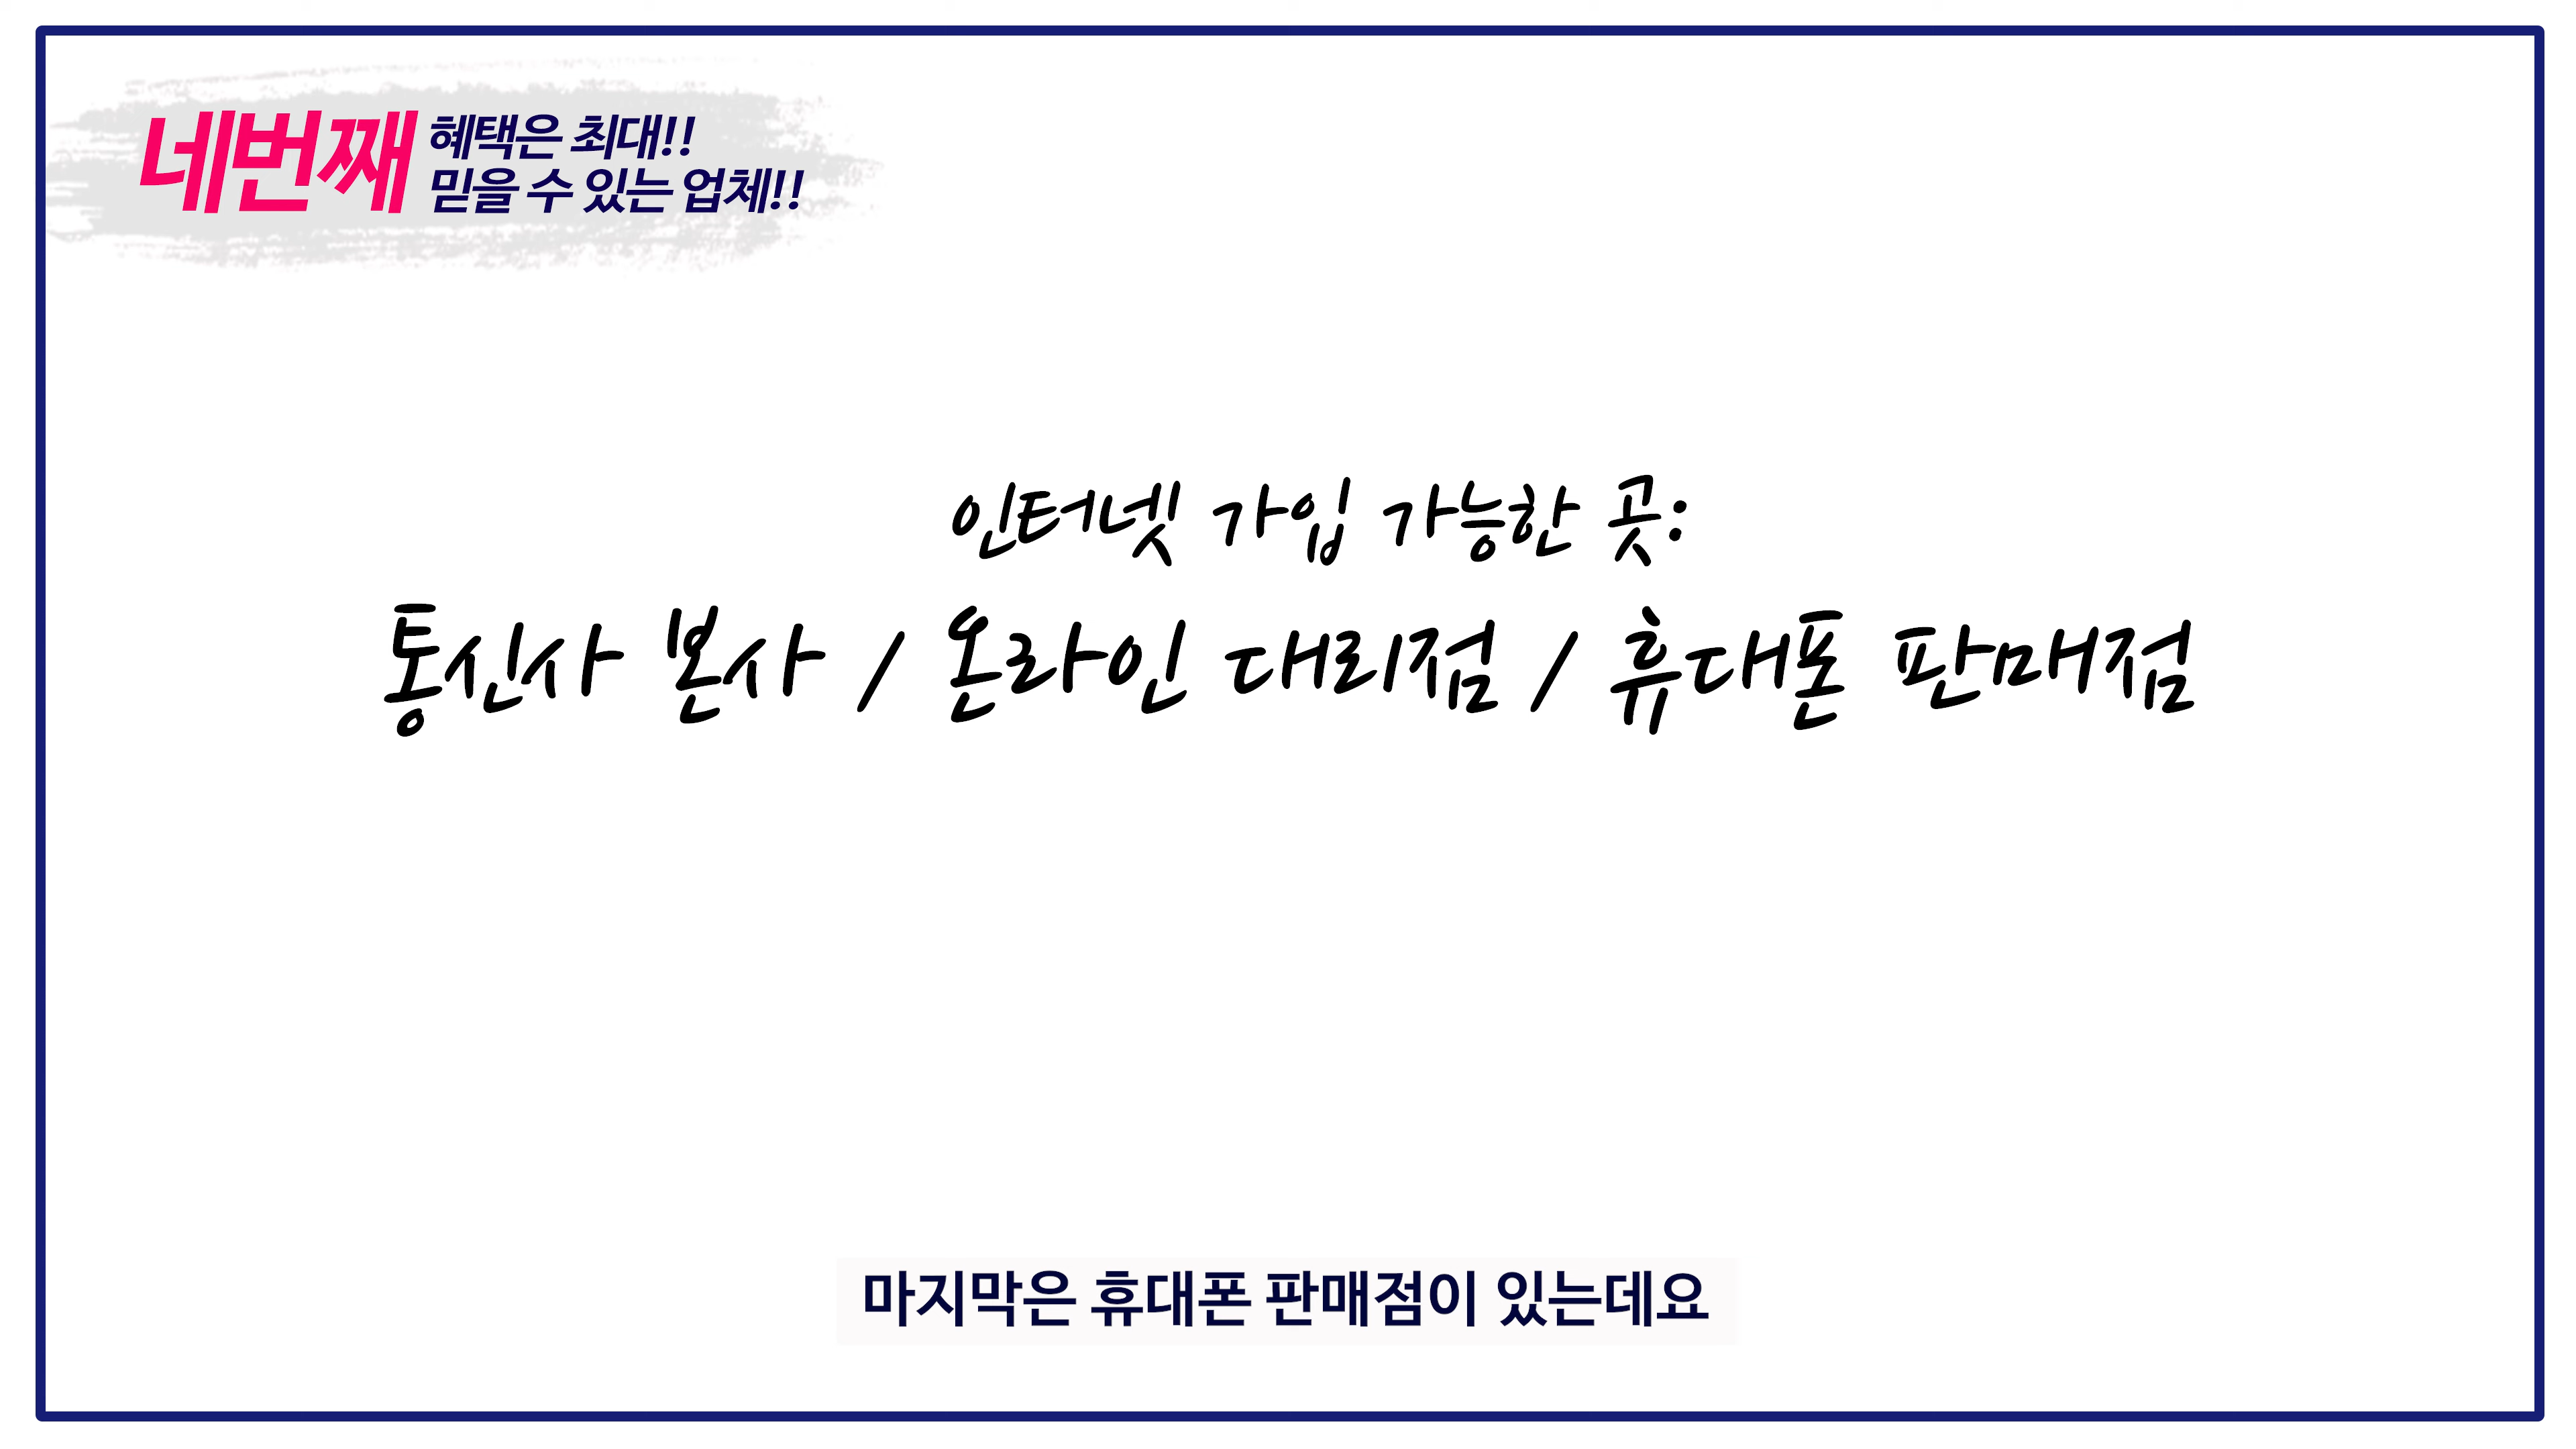 네번째
혜택은 최대!!
믿을 수 있는 업체!!
인터넷 가입 가능한 곳:
통신사 본사 / 온라인 대리점 / 휴대폰 판매점
마지막은 휴대폰 판매점이 있는데요